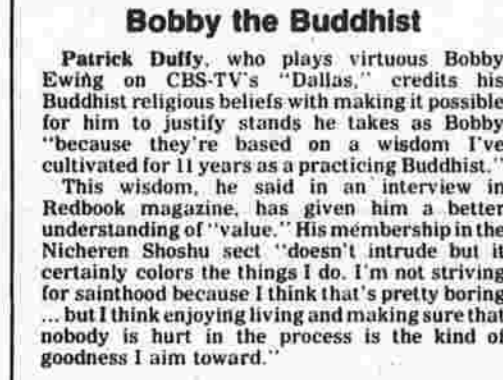 Bobby the Buddhist
Patrick Duffy, who plays virtuous Bobby
Ewing on CBS-TV's "Dallas," credits his
Buddhist religious beliefs with making it possible
for him to justify stands he takes as Bobby
"because they're based on a wisdom I've
cultivated for 11 years as a practicing Buddhist."
This wisdom, he said in an interview in
Redbook magazine, has given him a better
understanding of "value." His membership in the
Nicheren Shoshu sect "doesn't intrude but it
certainly colors the things I do. I'm not striving
for sainthood because I think that's pretty boring
... but I think enjoying living and making sure that
nobody is hurt in the process is the kind of
goodness I aim toward."